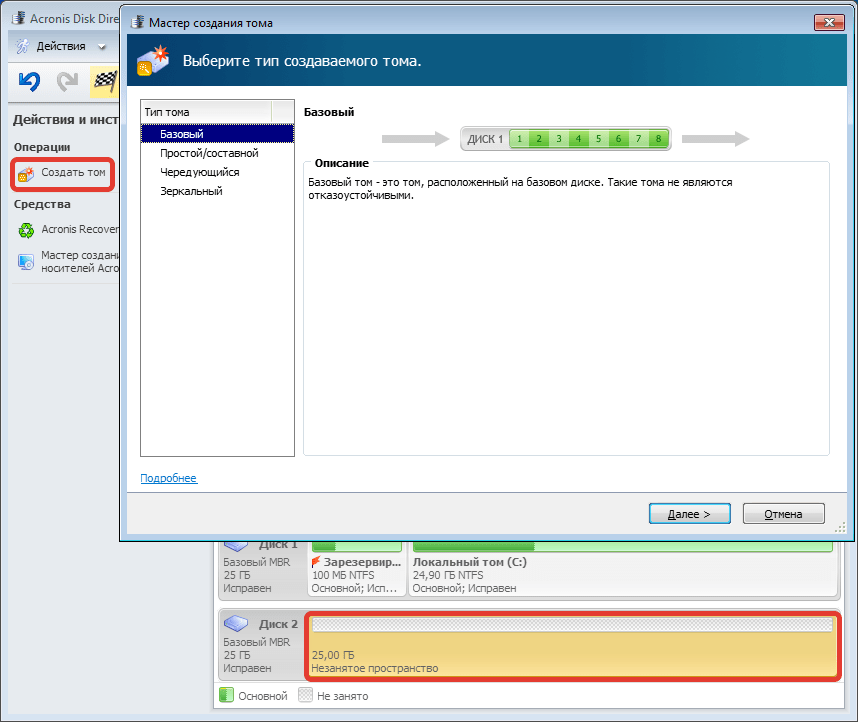 Acronis Disk Dire
Мастер создания тома
Действия
Выберите тип создаваемого тома.
Действия и инст
Операции
Создать том
Средства
Acronis Recover
Мастер создани
носителей Acro
Тип тома
Базовый
Простой/составной
Чередующийся
Зеркальный
Базовый
ДИСК 1 1 2 3 4 5 6 7 8
Описание
Базовый том - это том, расположенный на базовом диске. Такие тома не являются
отказоустойчивыми.
Подробнее
Далее >
Отмена
Диск 1
Базовый MBR
25 ГБ
Исправен
Зарезервир...
100 МБ NTFS
Основной; Исп...
Локальный том (C:)
24,90 ГБ NTFS
Основной; Исправен
Диск 2
Базовый MBR
25 ГБ
Исправен
25,00 ГБ
Незанятое пространство
Основной
Не занято